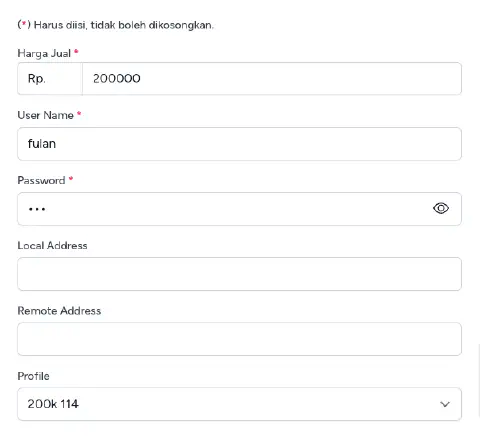 (*) Harus diisi, tidak boleh dikosongkan.
Harga Jual *
Rp. 200000
User Name *
fulan
Password *
•••
Local Address
Remote Address
Profile
200k 114